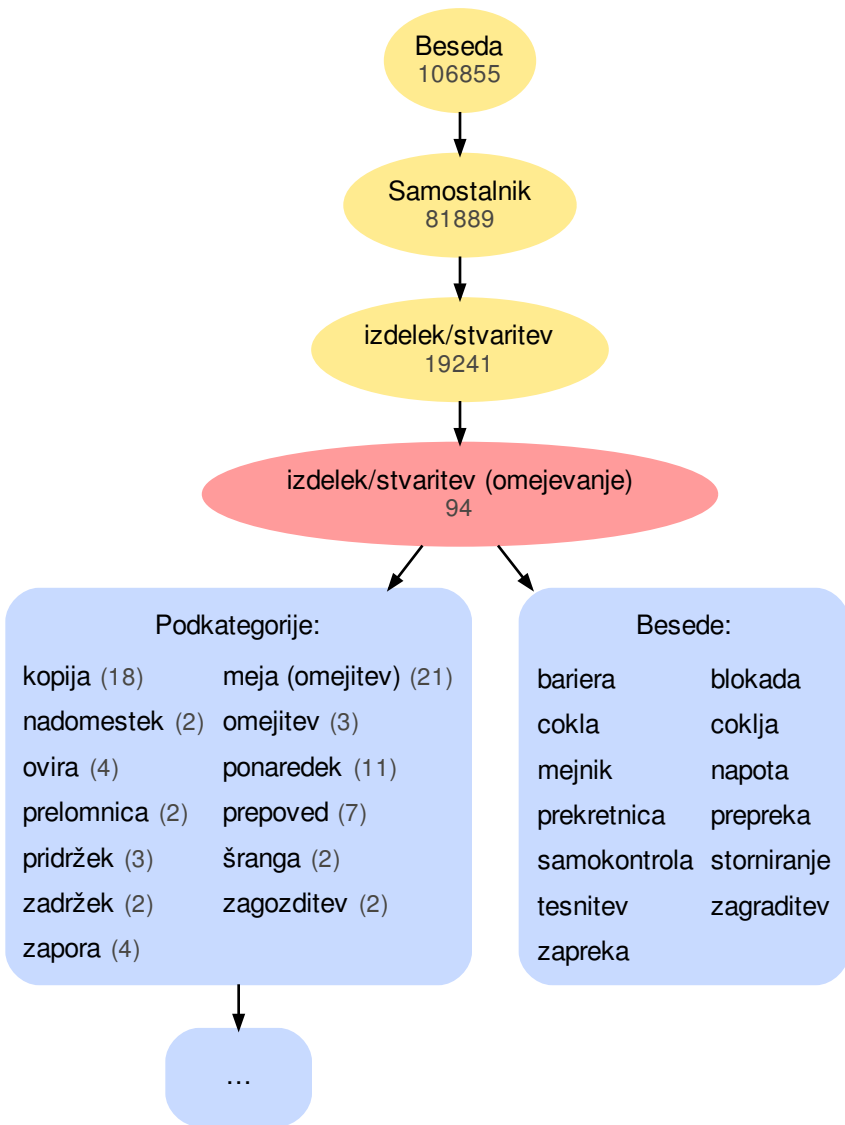 Beseda
106855
Samostalnik
81889
izdelek/stvaritev
19241
izdelek/stvaritev (omejevanje)
94
Podkategorije:
kopija (18) meja (omejitev) (21)
nadomestek (2) omejitev (3)
ovira (4) ponaredek (11)
prelomnica (2) prepoved (7)
pridržek (3) šranga (2)
zadržek (2) zagozditev (2)
zapora (4)
Besede:
bariera blokada
cokla coklja
mejnik napota
prekretnica prepreka
samokontrola storniranje
tesnitev zagraditev
zapreka
...